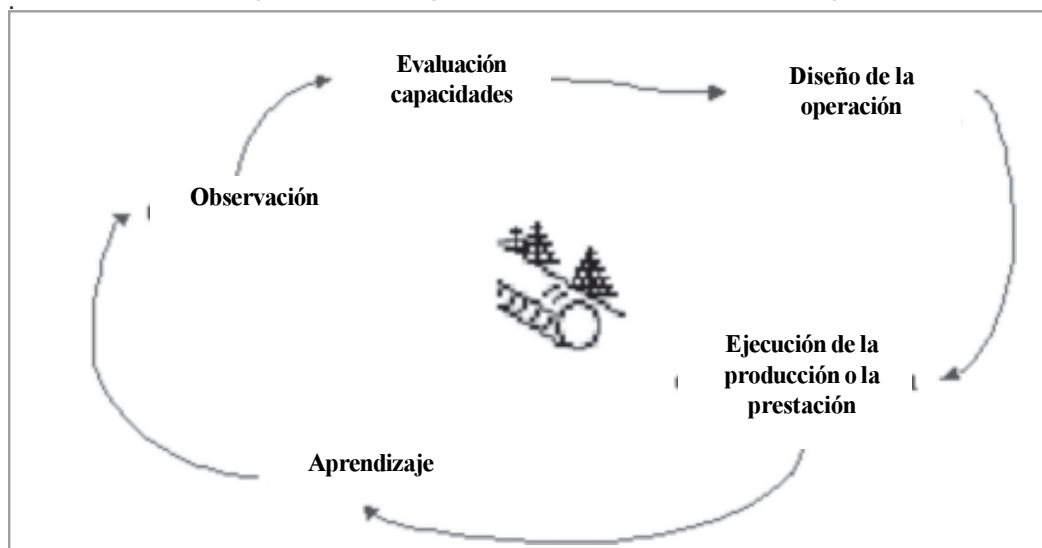 Evaluación
capacidades
Diseño de la
operación
Observación
Ejecución de la
producción o la
prestación
Aprendizaje